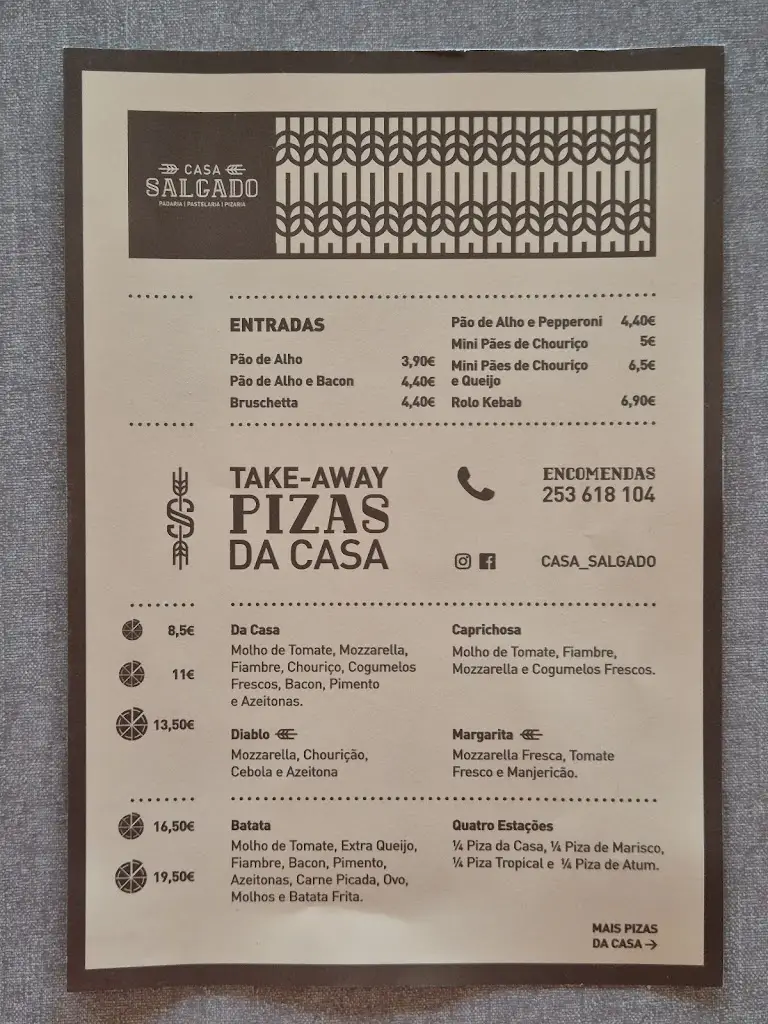 CASA
SALGADO
PADARIA | PASTELARIA | PIZARIA
ENTRADAS
Pão de Alho 3,90€
Pão de Alho e Bacon 4,40€
Bruschetta 4,40€
Pão de Alho e Pepperoni 4,40€
Mini Pães de Chouriço 5€
Mini Pães de Chouriço 6,5€
e Queijo
Rolo Kebab 6,90€
TAKE-AWAY
PIZAS
DA CASA
ENCOMENDAS
253 618 104
CASA_SALGADO
8,5€
11€
13,50€
Da Casa
Molho de Tomate, Mozzarella,
Fiambre, Chouriço, Cogumelos
Frescos, Bacon, Pimento
e Azeitonas.
Caprichosa
Molho de Tomate, Fiambre,
Mozzarella e Cogumelos Frescos.
Diablo
Mozzarella, Chourição,
Cebola e Azeitona
Margarita
Mozzarella Fresca, Tomate
Fresco e Manjericão.
16,50€
19,50€
Batata
Molho de Tomate, Extra Queijo,
Fiambre, Bacon, Pimento,
Azeitonas, Carne Picada, Ovo,
Molhos e Batata Frita.
Quatro Estações
¼ Piza da Casa, ¼ Piza de Marisco,
¼ Piza Tropical e ¼ Piza de Atum.
MAIS PIZAS
DA CASA →